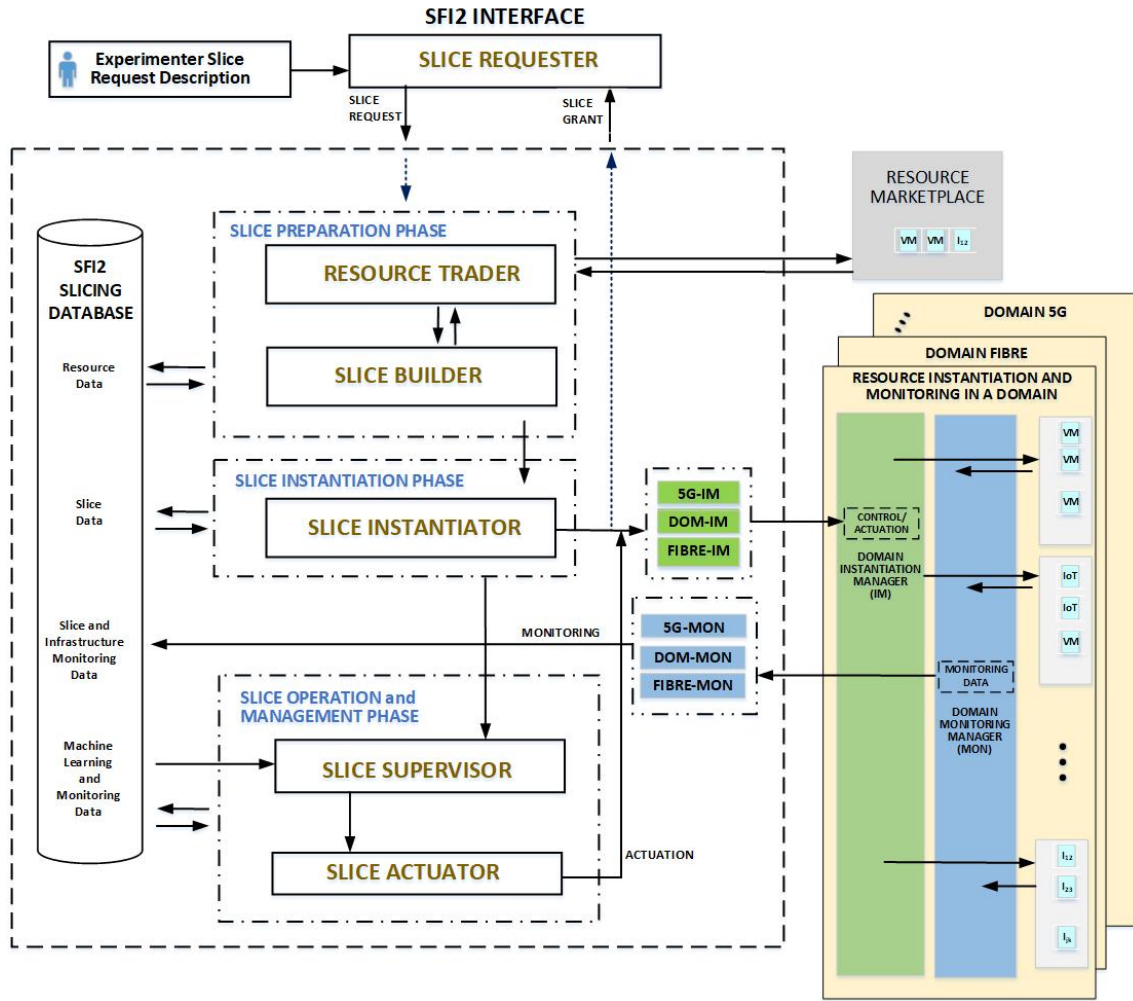 SFI2 INTERFACE
Experimenter Slice
Request Description
SLICE REQUESTER
SLICE
REQUEST
SLICE
GRANT
RESOURCE
MARKETPLACE
VM VM I12
SFI2
SLICING
DATABASE
Resource
Data
Slice
Data
Slice and
Infrastructure
Monitoring
Data
Machine
Learning
and
Monitoring
Data
SLICE PREPARATION PHASE
RESOURCE TRADER
SLICE BUILDER
SLICE INSTANTIATION PHASE
SLICE INSTANTIATOR
MONITORING
SLICE OPERATION and
MANAGEMENT PHASE
SLICE SUPERVISOR
SLICE ACTUATOR
ACTUATION
5G-IM
DOM-IM
FIBRE-IM
5G-MON
DOM-MON
FIBRE-MON
DOMAIN 5G
DOMAIN FIBRE
RESOURCE INSTANTIATION AND
MONITORING IN A DOMAIN
CONTROL/
ACTUATION
DOMAIN
INSTANTIATION
MANAGER
(IM)
MONITORING
DATA
DOMAIN
MONITORING
MANAGER
(MON)
VM
VM
VM
IoT
IoT
VM
I12
I23
Ijk